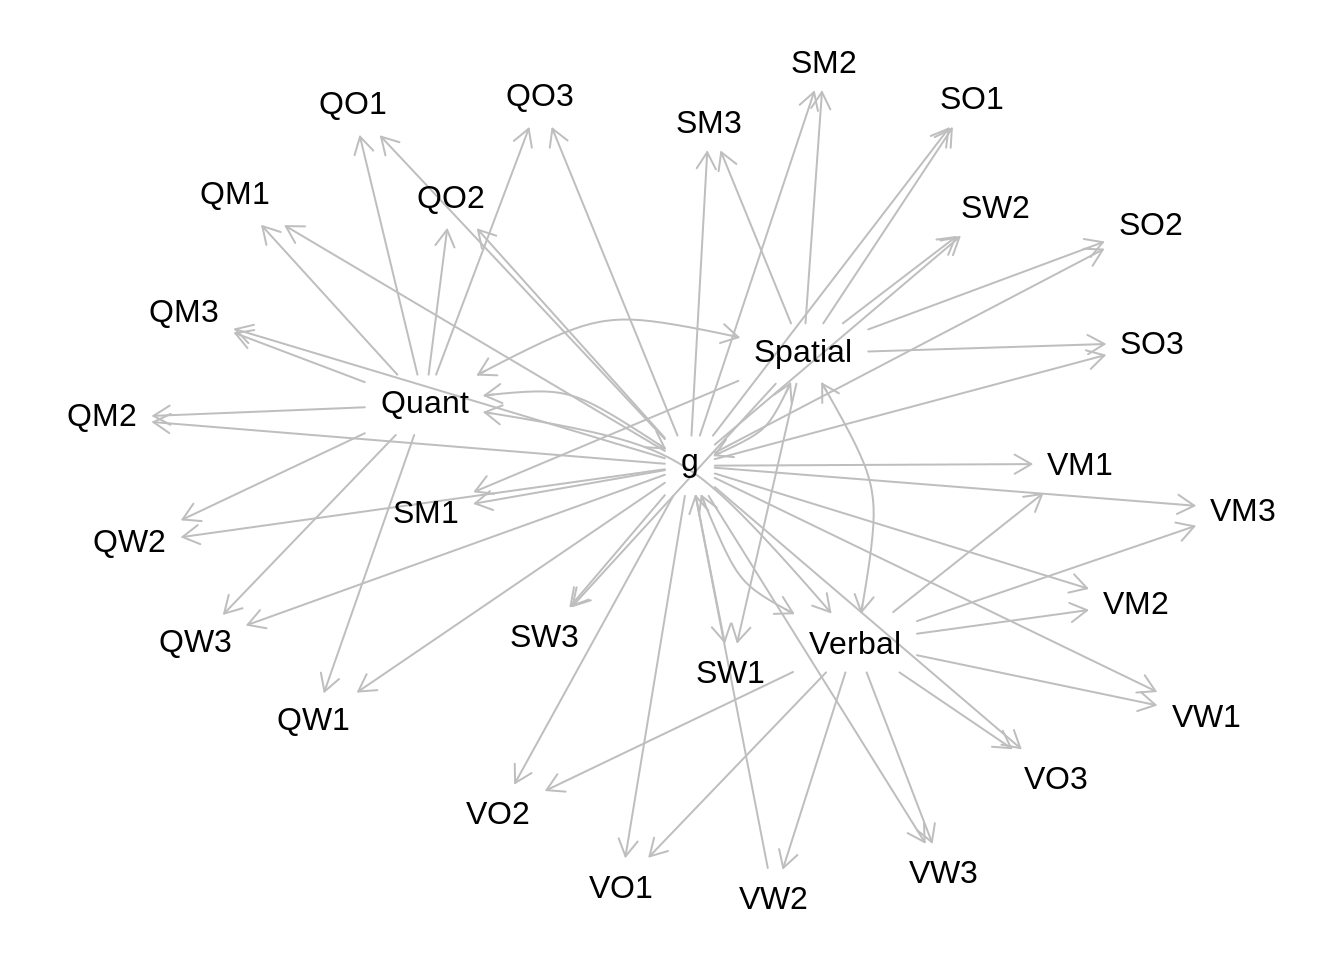 SM2
QO3
SO1
QO1
SM3
QM1
QO2
SW2
SO2
QM3
SO3
Spatial
Quant
QM2
g
VM1
SM1
VM3
QW2
VM2
SW3
QW3
Verbal
SW1
VW1
QW1
VO3
VO2
VW3
VO1
VW2